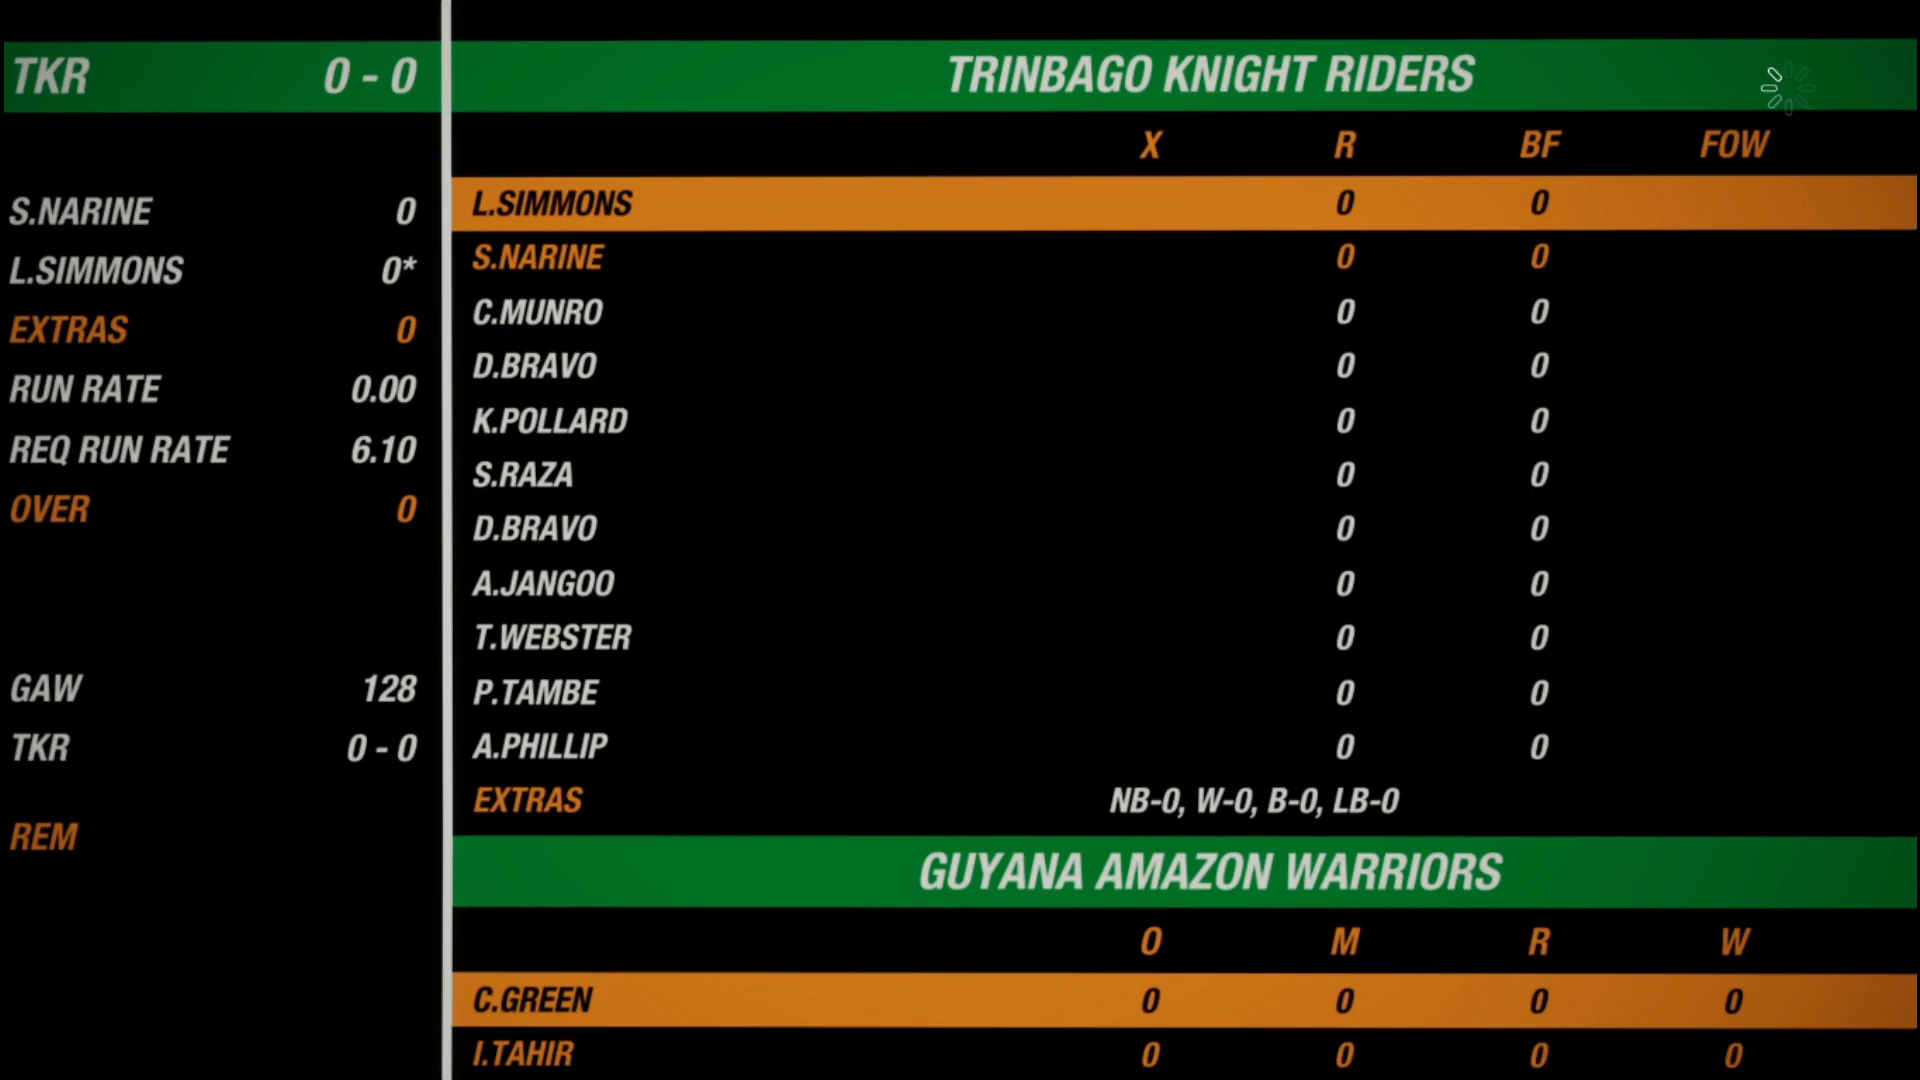 TKR 0 - 0
S.NARINE 0
L.SIMMONS 0*
EXTRAS 0
RUN RATE 0.00
REQ RUN RATE 6.10
OVER 0
GAW 128
TKR 0 - 0
REM
TRINBAGO KNIGHT RIDERS
X R BF FOW
L.SIMMONS 0 0
S.NARINE 0 0
C.MUNRO 0 0
D.BRAVO 0 0
K.POLLARD 0 0
S.RAZA 0 0
D.BRAVO 0 0
A.JANGOO 0 0
T.WEBSTER 0 0
P.TAMBE 0 0
A.PHILLIP 0 0
EXTRAS NB-0, W-0, B-0, LB-0
GUYANA AMAZON WARRIORS
O M R W
C.GREEN 0 0 0 0
I.TAHIR 0 0 0 0